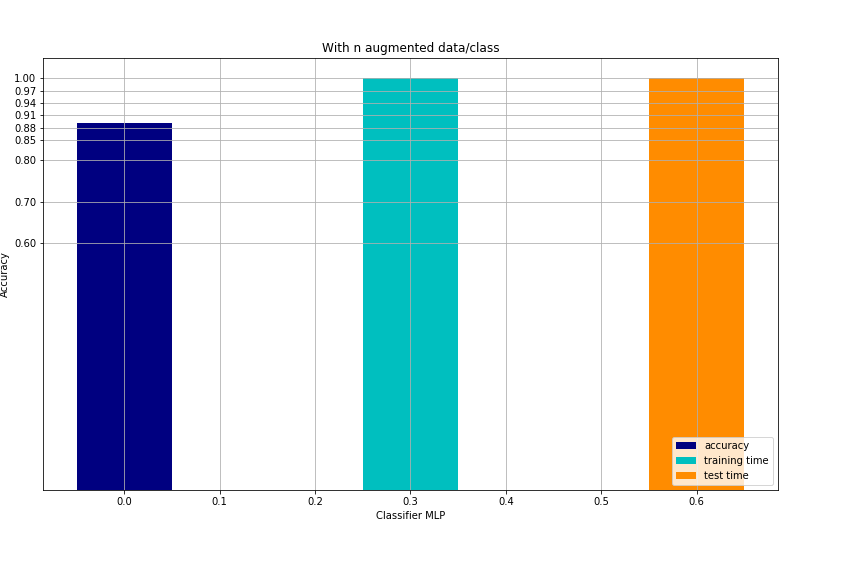 With n augmented data/class
1.00
0.97
0.94
0.91
0.88
0.85
0.80
0.70
0.60
Accuracy
accuracy
training time
test time
0.0 0.1 0.2 0.3 0.4 0.5 0.6
Classifier MLP